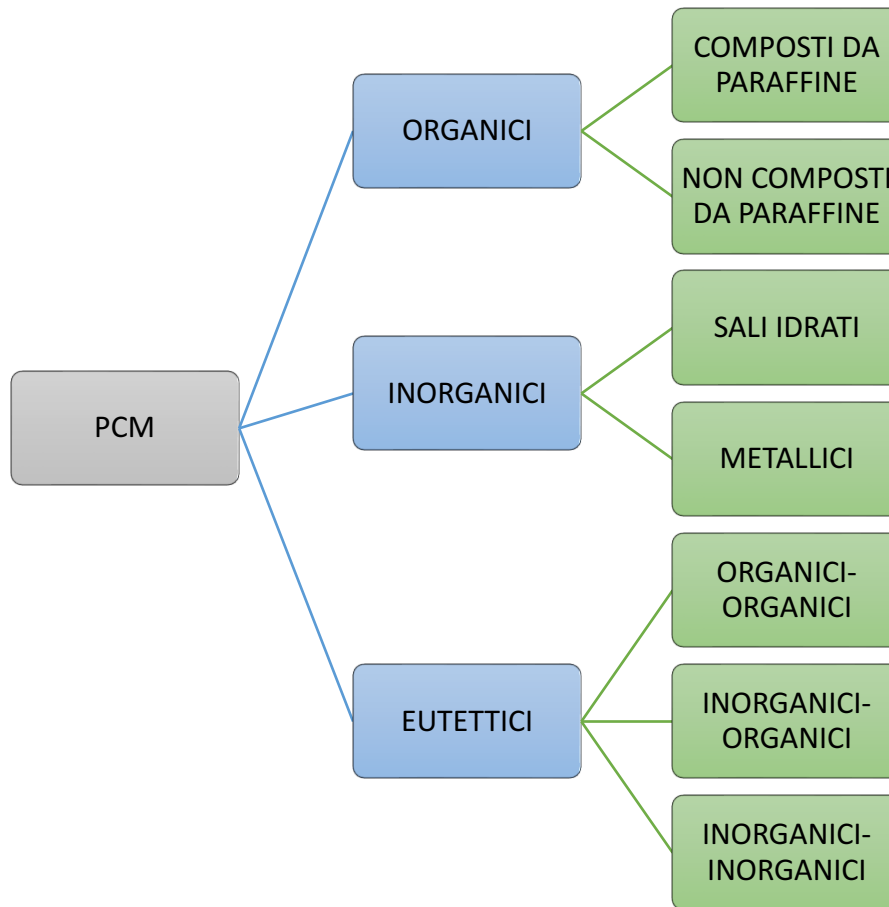 PCM
ORGANICI
COMPOSTI DA
PARAFFINE
NON COMPOSTI
DA PARAFFINE
INORGANICI
SALI IDRATI
METALLICI
EUTETTICI
ORGANICI-
ORGANICI
INORGANICI-
ORGANICI
INORGANICI-
INORGANICI